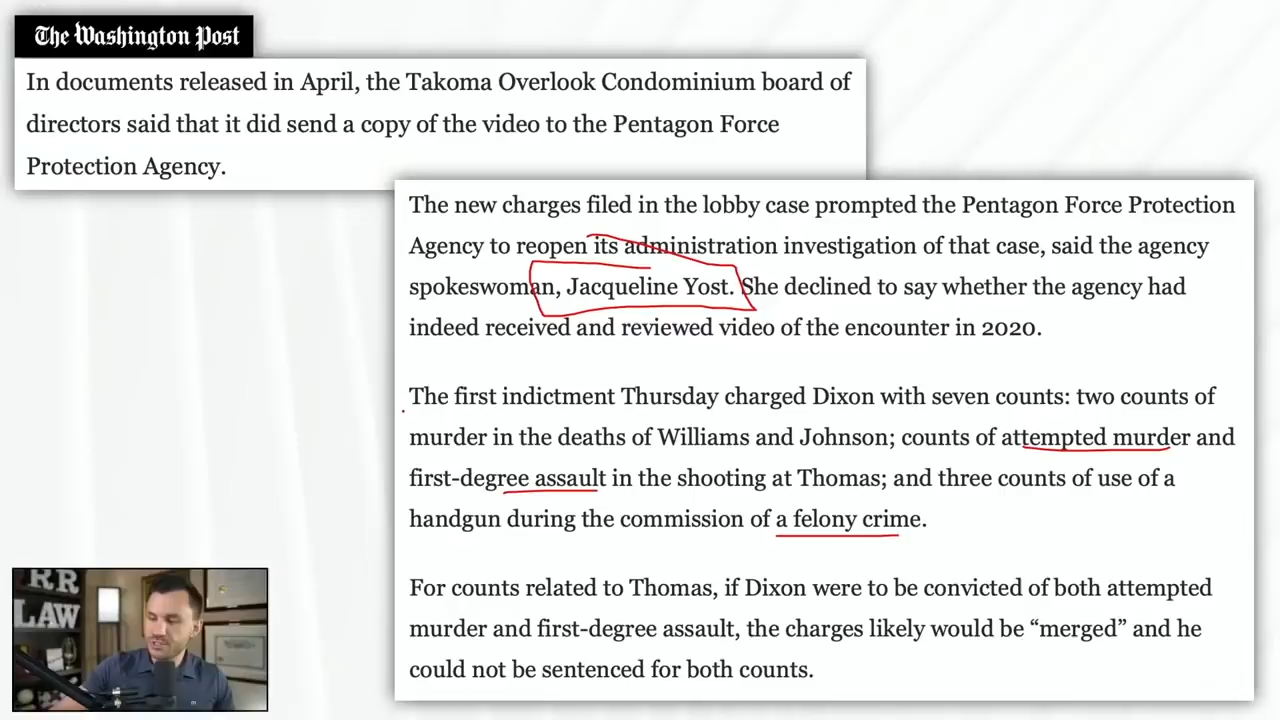 The Washington Post
In documents released in April, the Takoma Overlook Condominium board of
directors said that it did send a copy of the video to the Pentagon Force
Protection Agency.
The new charges filed in the lobby case prompted the Pentagon Force Protection
Agency to reopen its administration investigation of that case, said the agency
spokeswoman, Jacqueline Yost. She declined to say whether the agency had
indeed received and reviewed video of the encounter in 2020.
The first indictment Thursday charged Dixon with seven counts: two counts of
murder in the deaths of Williams and Johnson; counts of attempted murder and
first-degree assault in the shooting at Thomas; and three counts of use of a
handgun during the commission of a felony crime.
For counts related to Thomas, if Dixon were to be convicted of both attempted
murder and first-degree assault, the charges likely would be “merged” and he
could not be sentenced for both counts.
RR
LAW